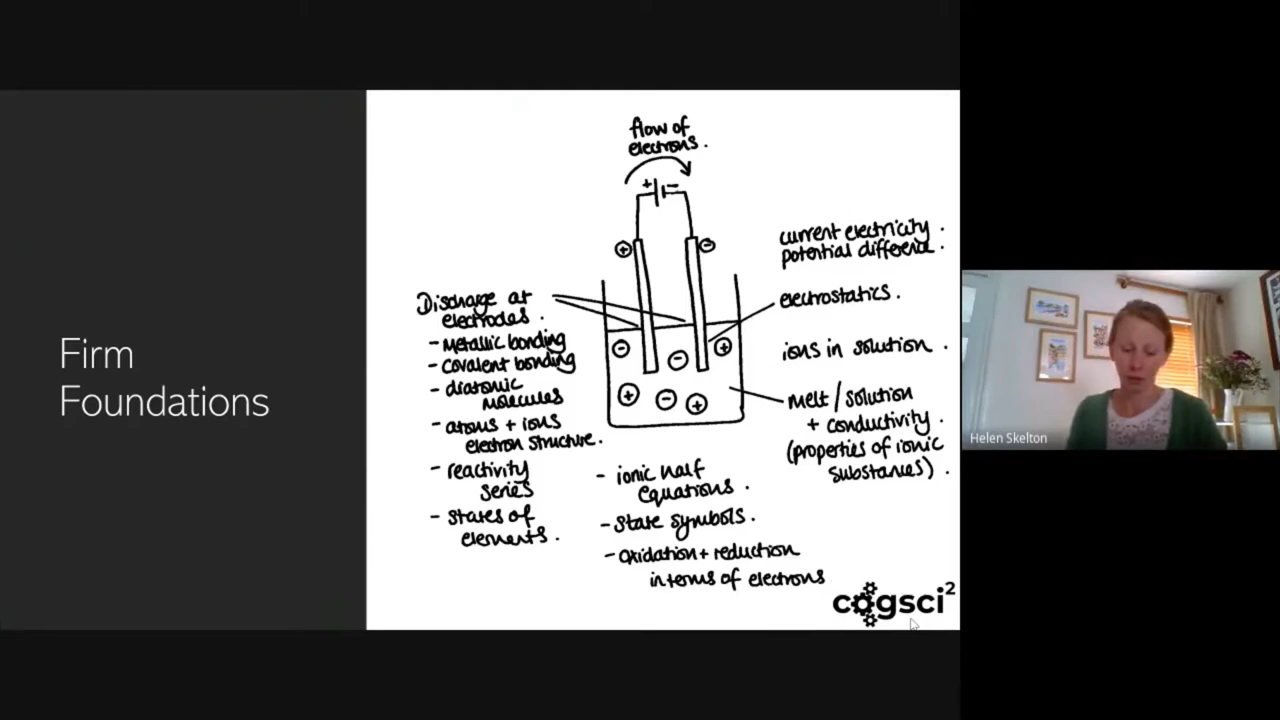 Firm
Foundations
flow of
electrons.
+ -
+
-
current electricity.
potential difference.
electrostatics.
ions in solution.
melt/solution
+ conductivity.
(properties of ionic
substances).
Discharge at
electrodes.
- Metallic bonding
- covalent bonding
- diatomic
molecules
- atoms + ions
electron structure.
- reactivity
series
- states of
elements.
- + -
+ - +
- ionic half
equations.
- State symbols.
- oxidation + reduction
in terms of electrons
cogsci²
Helen Skelton